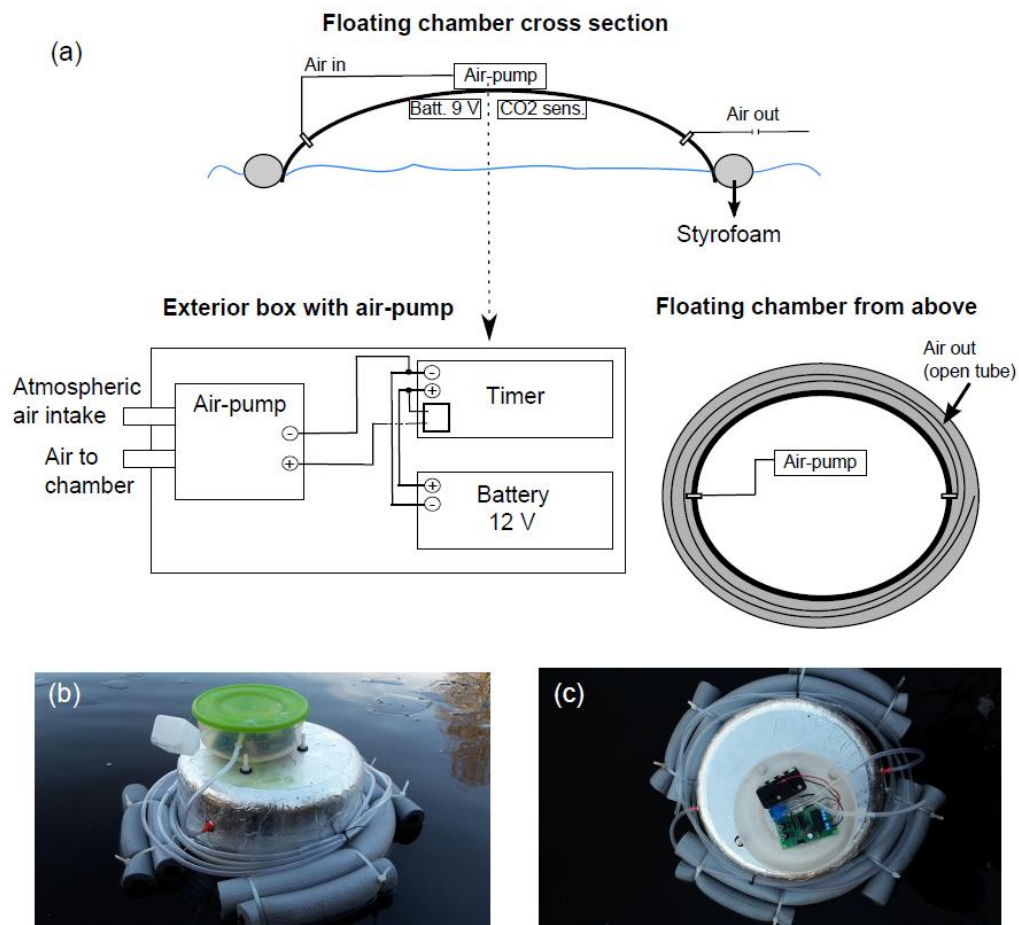 Floating chamber cross section
(a)
Air in
Air-pump
Batt. 9 V
CO2 sens.
Air out
Styrofoam
Exterior box with air-pump
Floating chamber from above
Atmospheric
air intake
Air-pump
-
+
Air to
chamber
-
+
Timer
+
-
Battery
12 V
Air out
(open tube)
Air-pump
(b)
(c)